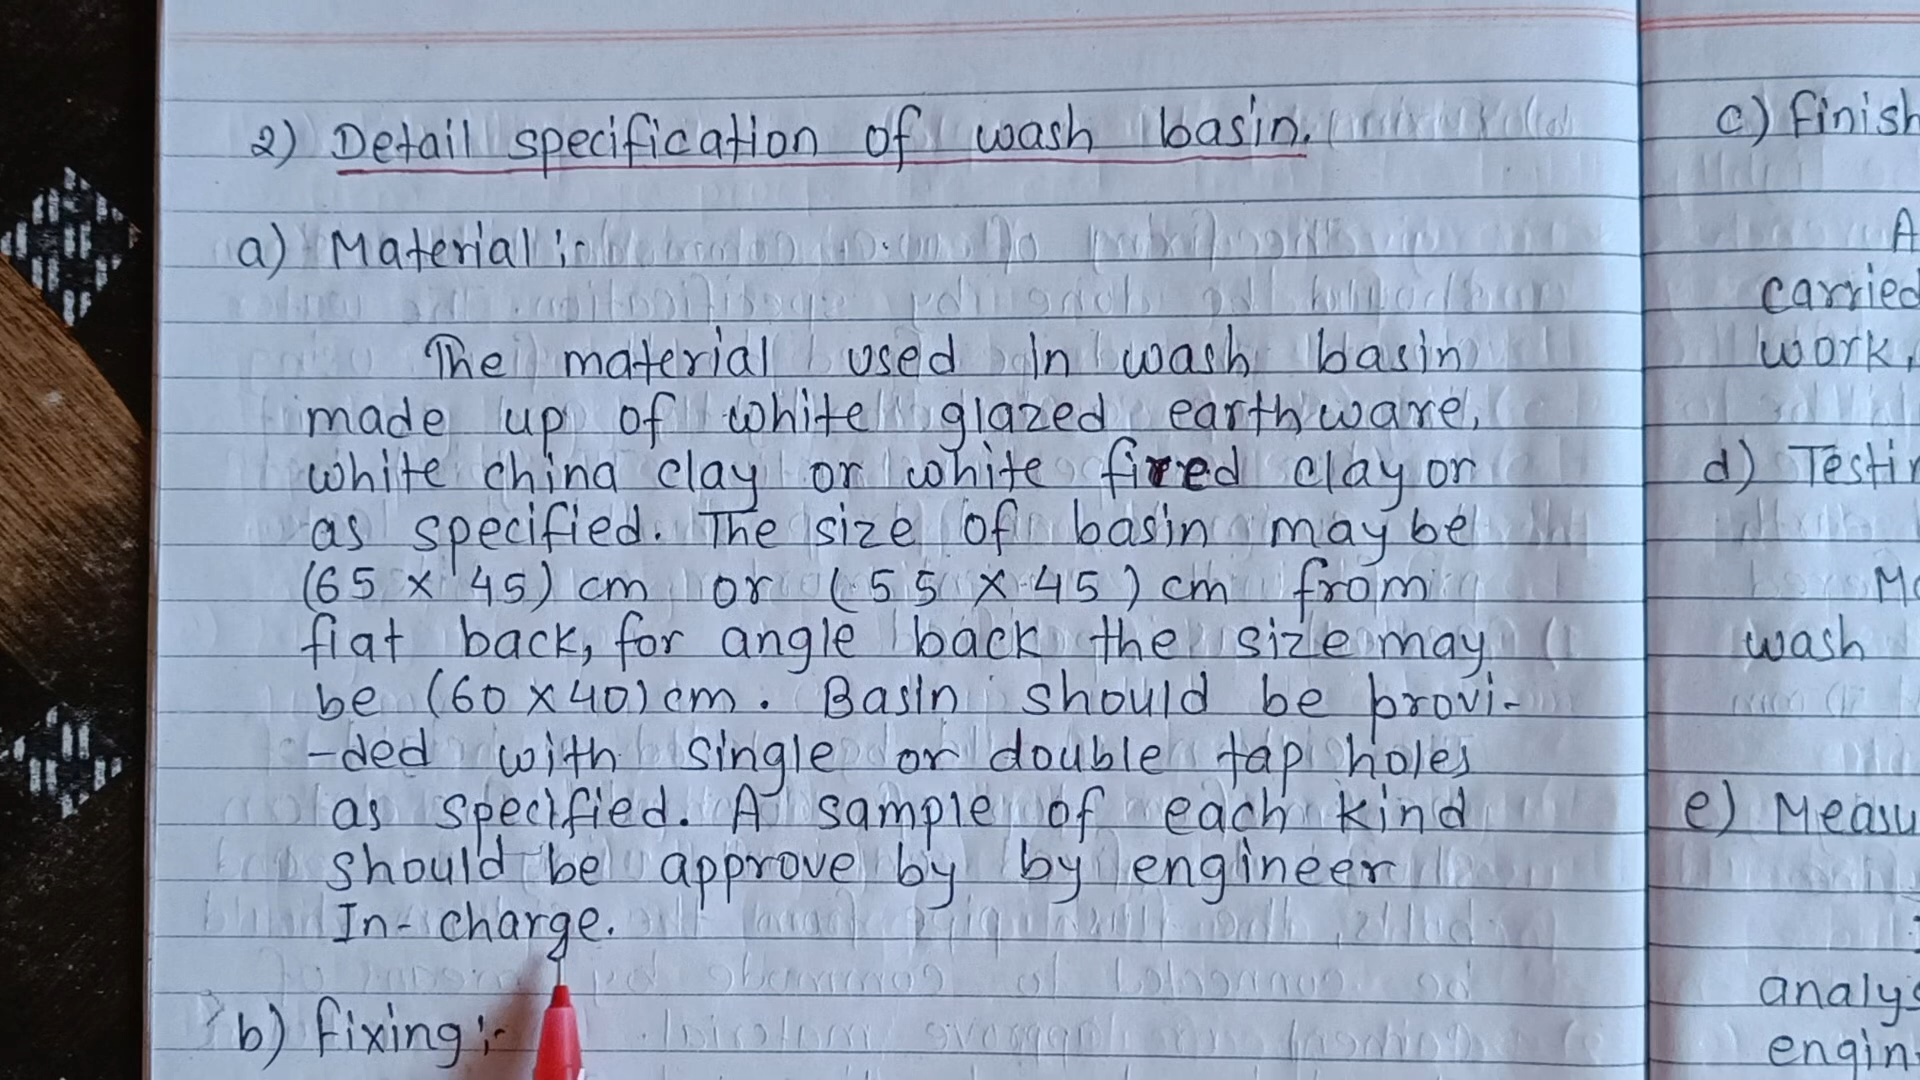 2) Detail specification of wash basin.
a) Material :-
The material used In wash basin
made up of white glazed earthware,
white china clay or white fired clay or
as specified. The size of basin may be
(65 x 45) cm or (55 x 45) cm from
flat back, for angle back the size may
be (60 x 40) cm. Basin should be provi-
-ded with single or double tap holes
as specified. A sample of each kind
should be approve by by engineer
In-charge.
b) fixing :-
c) finish
A
carried
work,
d) Testin
Mo
wash
e) Measu
analys
engin